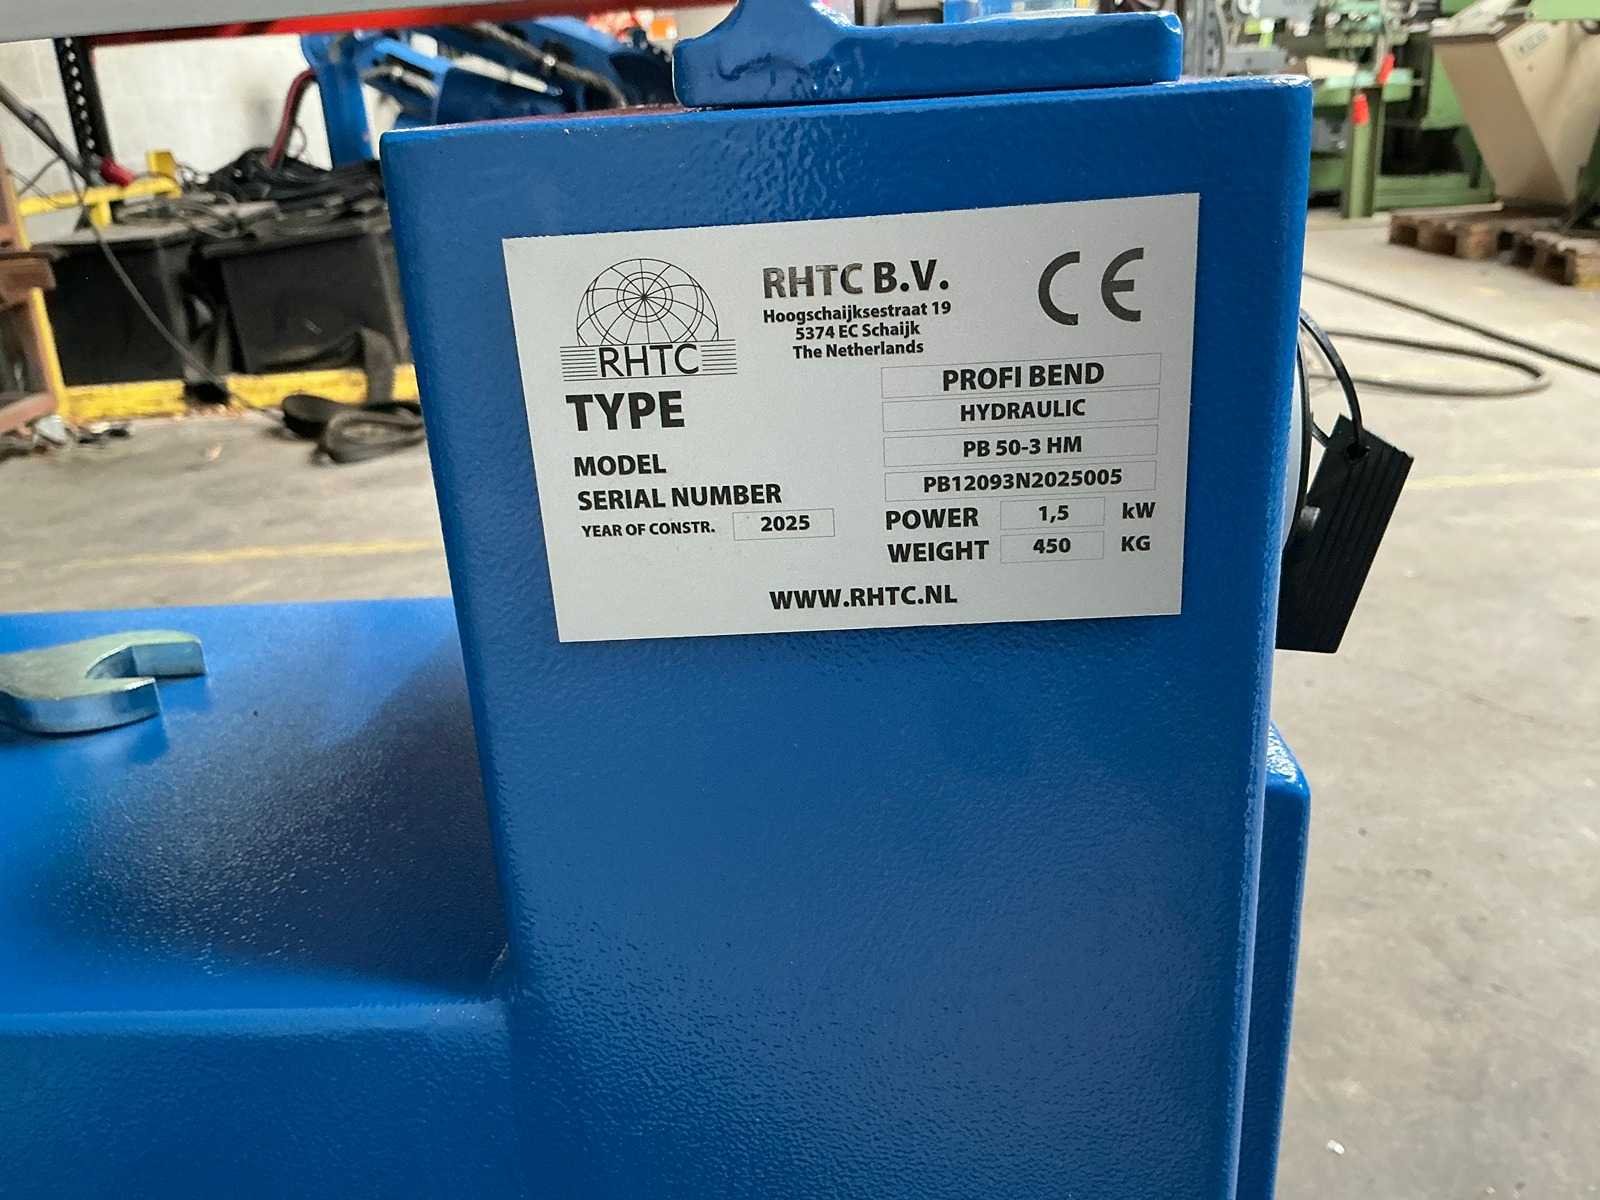 RHTC
RHTC B.V.
Hoogschaijksestraat 19
5374 EC Schaijk
The Netherlands
CE
TYPE
PROFI BEND
HYDRAULIC
MODEL
PB 50-3 HM
SERIAL NUMBER
PB12093N2025005
YEAR OF CONSTR. 2025
POWER 1,5 kW
WEIGHT 450 KG
WWW.RHTC.NL